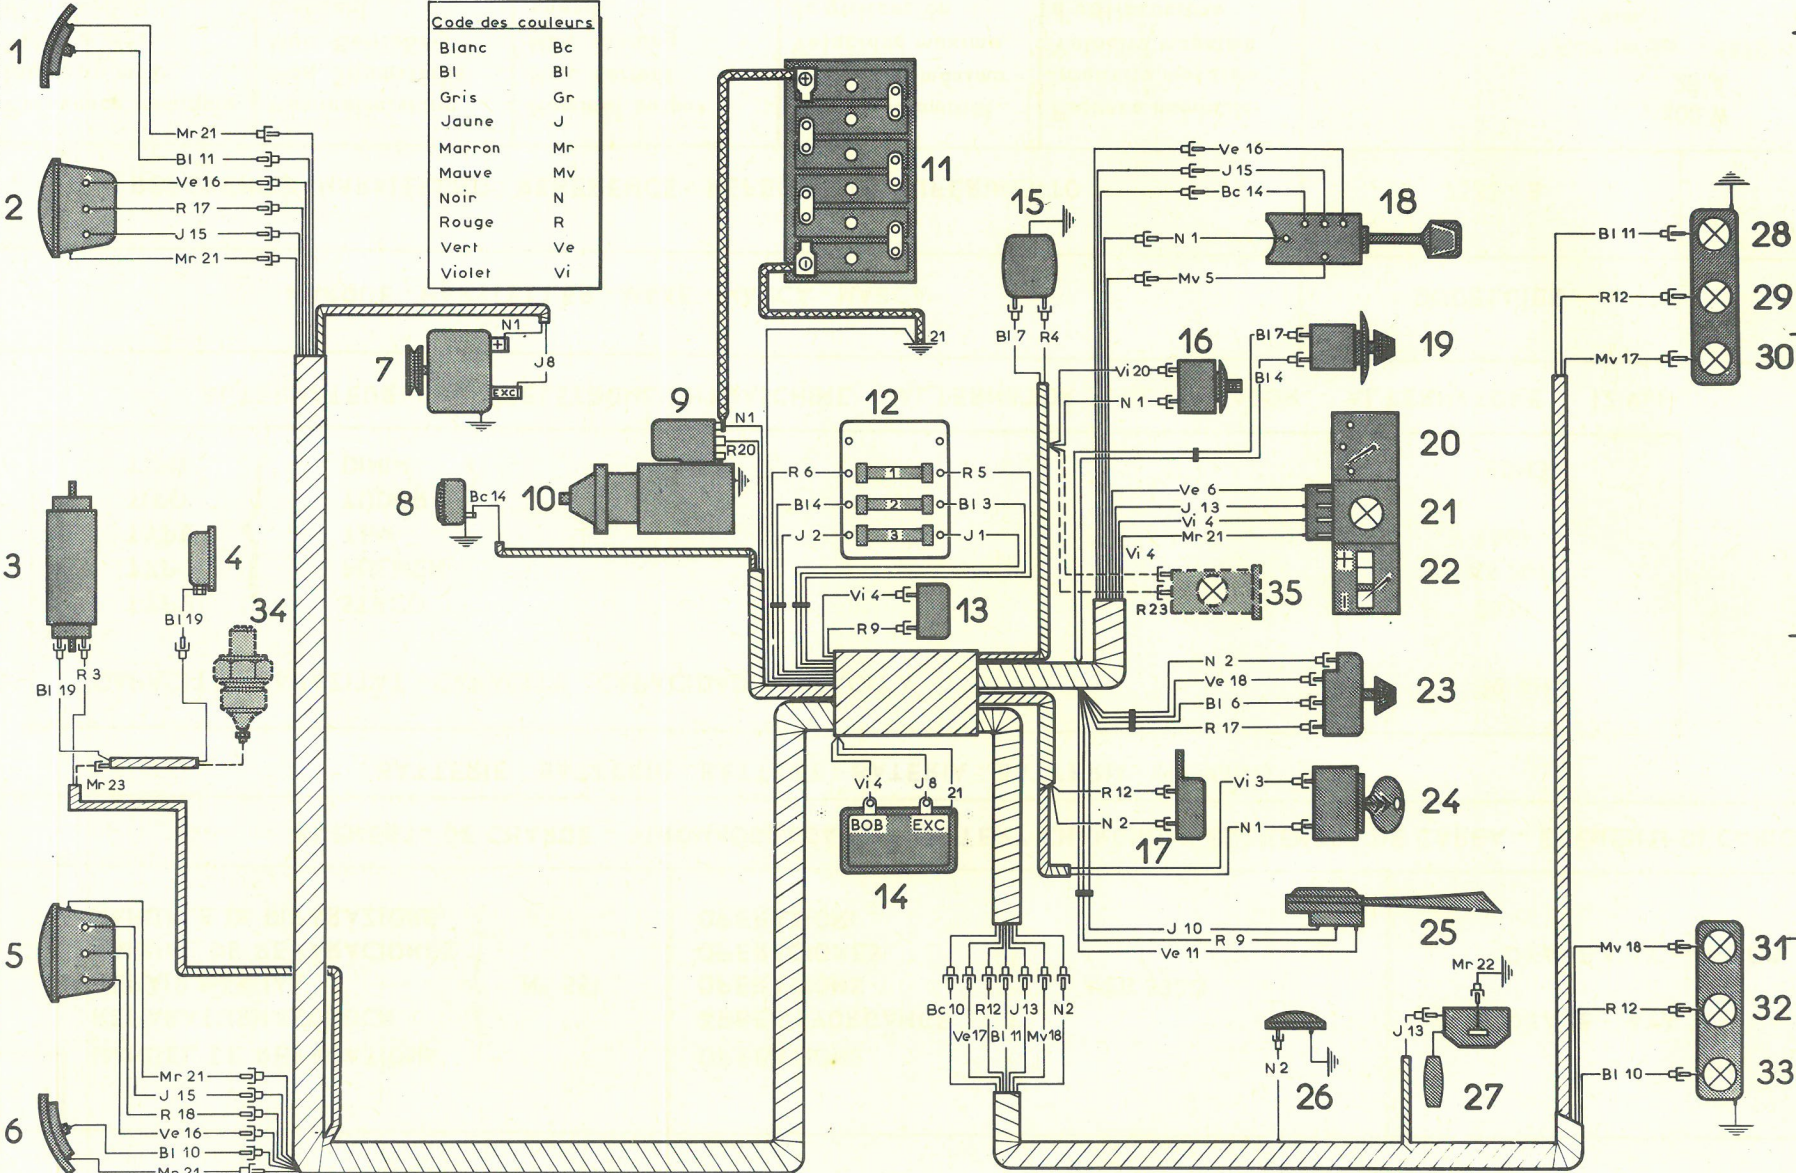 Code des couleurs
Blanc Bc
Bl Bl
Gris Gr
Jaune J
Marron Mr
Mauve Mv
Noir N
Rouge R
Vert Ve
Violet Vi
1
Mr 21
Bl 11
2
Ve 16
R 17
J 15
Mr 21
7
N1
J8
+
EXC
8
Bc 14
9
N1
R20
10
11
+
-
21
12
R 6
1
R 5
Bl4
2
Bl 3
J 2
3
J1
13
Vi 4
R 9
3
4
Bl 19
R 3
Bl 19
34
Mr 23
14
Vi 4
J 8
21
BOB
EXC
15
Bl 7
R4
16
Vi 20
N 1
18
Ve 16
J 15
Bc 14
N 1
Mv 5
19
Bl 7
Bl 4
20
21
22
Ve 6
J 13
Vi 4
Mr 21
+
Vi 4
R23
35
23
N 2
Ve 18
Bl 6
R 17
17
R 12
N 2
24
Vi 3
N 1
25
J 10
R 9
Ve 11
5
6
Mr 21
J 15
R 18
Ve 16
Bl 10
Mr 21
Bc 10
R12
J 13
N2
Ve 17
Bl 11
Mv18
26
N 2
27
Mr 22
J 13
28
Bl 11
29
R12
30
Mv 17
31
Mv 18
32
R 12
33
Bl 10